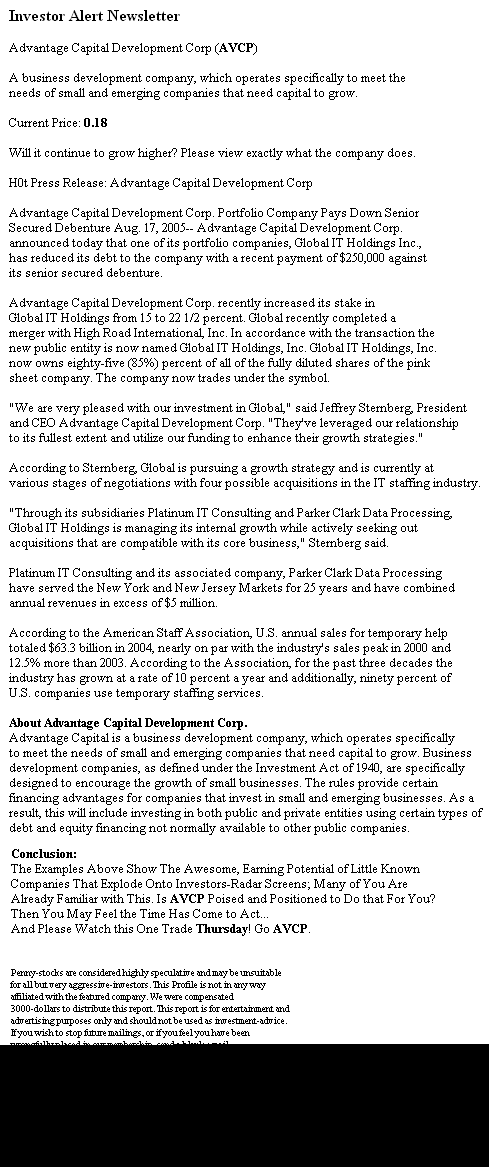 Investor Alert Newsletter
Advantage Capital Development Corp (AVCP)
A business development company, which operates specifically to meet the
needs of small and emerging companies that need capital to grow.
Current Price: 0.18
Will it continue to grow higher? Please view exactly what the company does.
H0t Press Release: Advantage Capital Development Corp
Advantage Capital Development Corp. Portfolio Company Pays Down Senior
Secured Debenture Aug. 17, 2005-- Advantage Capital Development Corp.
announced today that one of its portfolio companies, Global IT Holdings Inc.,
has reduced its debt to the company with a recent payment of $250,000 against
its senior secured debenture.
Advantage Capital Development Corp. recently increased its stake in
Global IT Holdings from 15 to 22 1/2 percent. Global recently completed a
merger with High Road International, Inc. In accordance with the transaction the
new public entity is now named Global IT Holdings, Inc. Global IT Holdings, Inc.
now owns eighty-five (85%) percent of all of the fully diluted shares of the pink
sheet company. The company now trades under the symbol.
"We are very pleased with our investment in Global," said Jeffrey Sternberg, President
and CEO Advantage Capital Development Corp. "They've leveraged our relationship
to its fullest extent and utilize our funding to enhance their growth strategies."
According to Sternberg, Global is pursuing a growth strategy and is currently at
various stages of negotiations with four possible acquisitions in the IT staffing industry.
"Through its subsidiaries Platinum IT Consulting and Parker Clark Data Processing,
Global IT Holdings is managing its internal growth while actively seeking out
acquisitions that are compatible with its core business," Sternberg said.
Platinum IT Consulting and its associated company, Parker Clark Data Processing
have served the New York and New Jersey Markets for 25 years and have combined
annual revenues in excess of $5 million.
According to the American Staff Association, U.S. annual sales for temporary help
totaled $63.3 billion in 2004, nearly on par with the industry's sales peak in 2000 and
12.5% more than 2003. According to the Association, for the past three decades the
industry has grown at a rate of 10 percent a year and additionally, ninety percent of
U.S. companies use temporary staffing services.
About Advantage Capital Development Corp.
Advantage Capital is a business development company, which operates specifically
to meet the needs of small and emerging companies that need capital to grow. Business
development companies, as defined under the Investment Act of 1940, are specifically
designed to encourage the growth of small businesses. The rules provide certain
financing advantages for companies that invest in small and emerging businesses. As a
result, this will include investing in both public and private entities using certain types of
debt and equity financing not normally available to other public companies.
Conclusion:
The Examples Above Show The Awesome, Earning Potential of Little Known
Companies That Explode Onto Investors-Radar Screens; Many of You Are
Already Familiar with This. Is AVCP Poised and Positioned to Do that For You?
Then You May Feel the Time Has Come to Act...
And Please Watch this One Trade Thursday! Go AVCP.
Penny-stocks are considered highly speculative and may be unsuitable
for all but very aggressive-investors. This Profile is not in any way
affiliated with the featured company. We were compensated
3000-dollars to distribute this report. This report is for entertainment and
advertising purposes only and should not be used as investment-advice.
If you wish to stop future mailings, or if you feel you have been